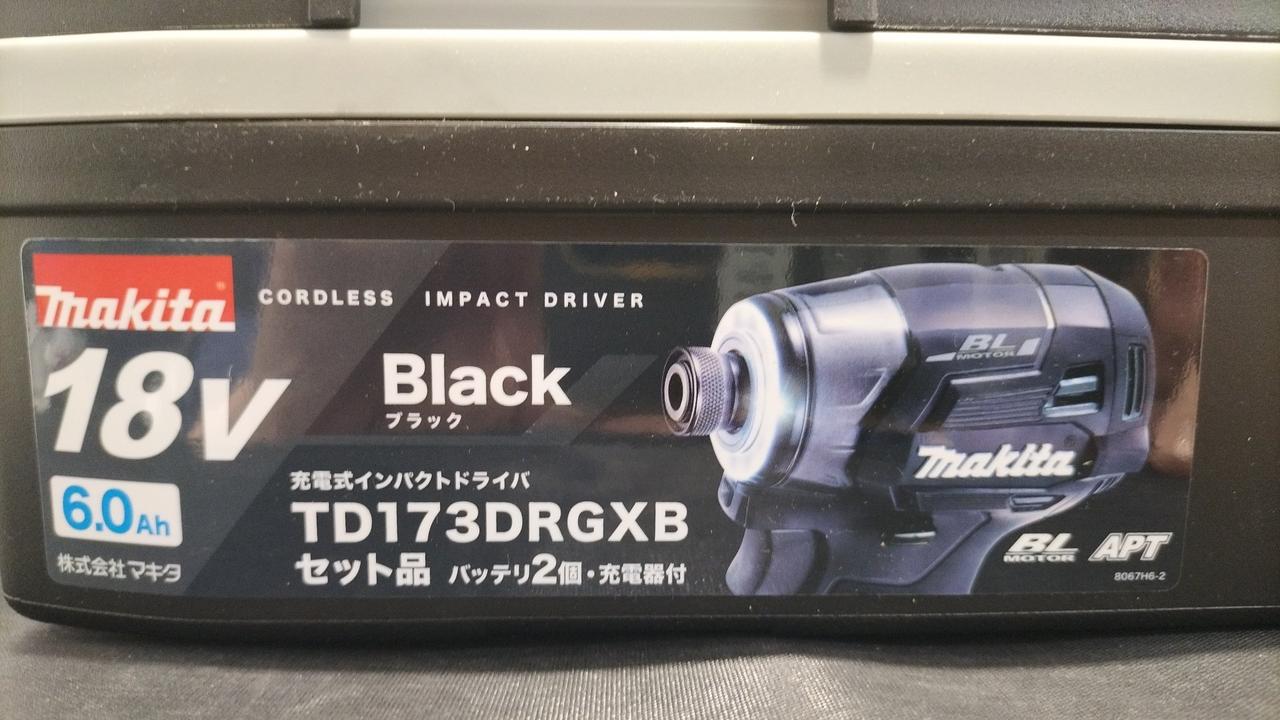 makita
CORDLESS IMPACT DRIVER
18V
Black
ブラック
6.0Ah
充電式インパクトドライバ
TD173DRGXB
セット品 バッテリ2個・充電器付
株式会社マキタ
BL
MOTOR
makita
BL
MOTOR
APT
8067H6-2